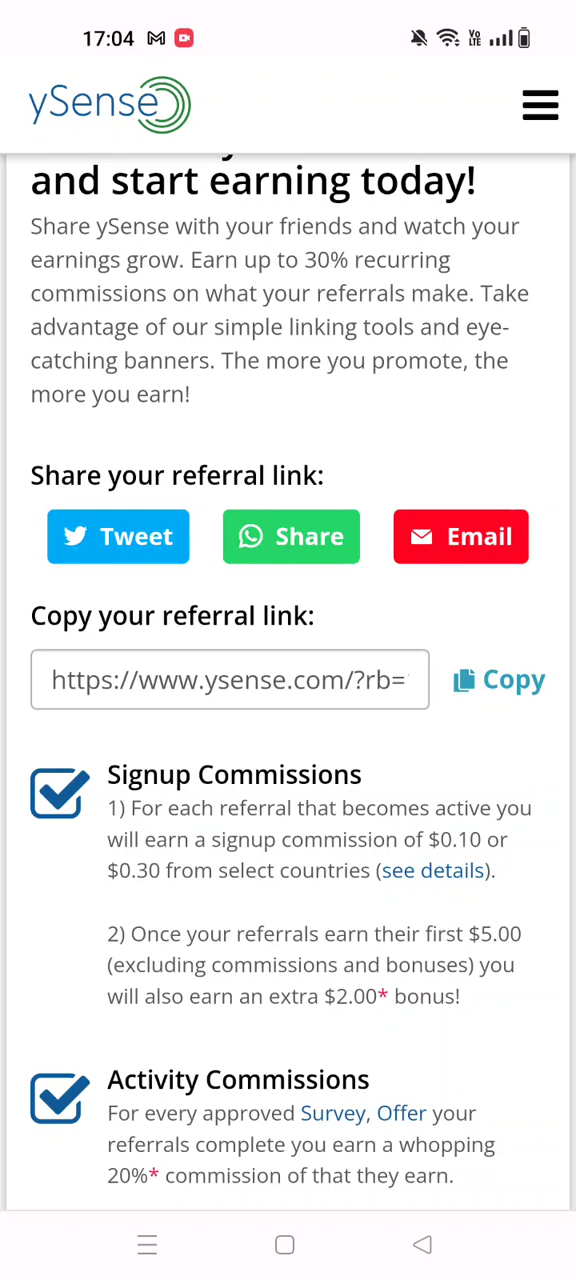 17:04
Vo
LTE
ySense
and start earning today!
Share ySense with your friends and watch your
earnings grow. Earn up to 30% recurring
commissions on what your referrals make. Take
advantage of our simple linking tools and eye-
catching banners. The more you promote, the
more you earn!
Share your referral link:
Tweet Share Email
Copy your referral link:
https://www.ysense.com/?rb= Copy
Signup Commissions
1) For each referral that becomes active you
will earn a signup commission of $0.10 or
$0.30 from select countries (see details).
2) Once your referrals earn their first $5.00
(excluding commissions and bonuses) you
will also earn an extra $2.00* bonus!
Activity Commissions
For every approved Survey, Offer your
referrals complete you earn a whopping
20%* commission of that they earn.